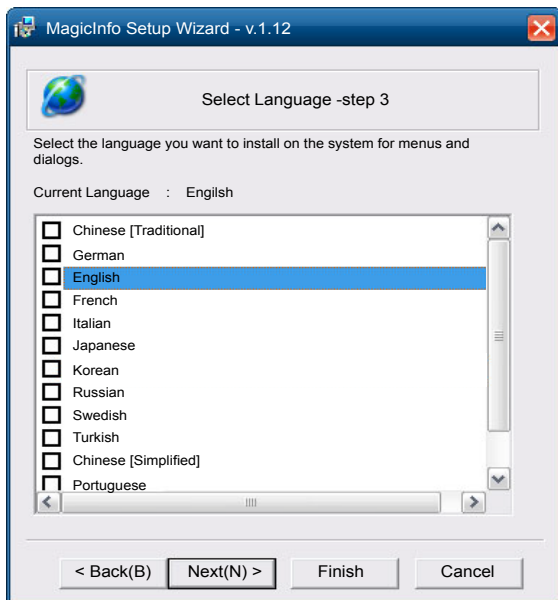 MagicInfo Setup Wizard - v.1.12
Select Language -step 3
Select the language you want to install on the system for menus and
dialogs.
Current Language : Engilsh
Chinese [Traditional]
German
English
French
Italian
Japanese
Korean
Russian
Swedish
Turkish
Chinese [Simplified]
Portuguese
< Back(B) Next(N) > Finish Cancel